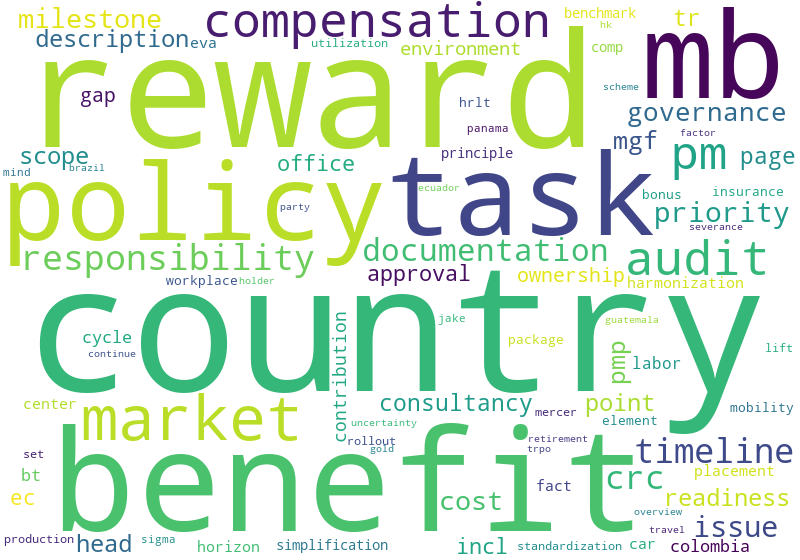 milestone
compensation
benchmark
tr
hk
description
eva
utilization
environment
comp
mb
reward
scheme
gap
hrlt
governance
panama
mgf
factor
scope
office
principle
pm
page
mind
brazil
policy
task
ecuador
bonus
insurance
party
priority
severance
responsibility
documentation
audit
workplace
holder
approval
ownership
harmonization
country
cycle
continue
contribution
jake
package
guatemala
pmp
labor
lift
center
market
consultancy
mercer
point
mobility
uncertainty
element
set
benefit
rollout
gold
retirement
trpo
timeline
bt
fact
crc
placement
ec
cost
readiness
overview
production
head
sigma
horizon
simplification
incl
standardization
car
travel
issue
colombia